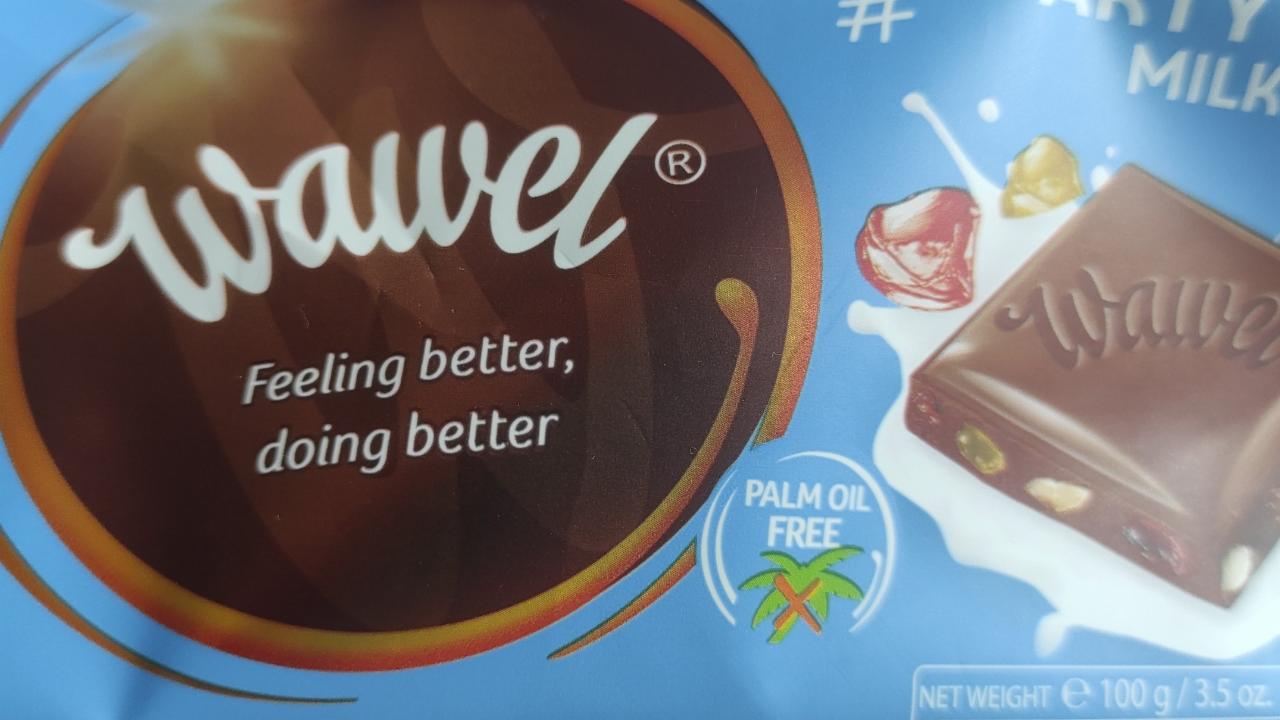 #
MILK
wawel®
Feeling better,
doing better
wawel
PALM OIL
FREE
NET WEIGHT ℮ 100 g / 3.5 oz.